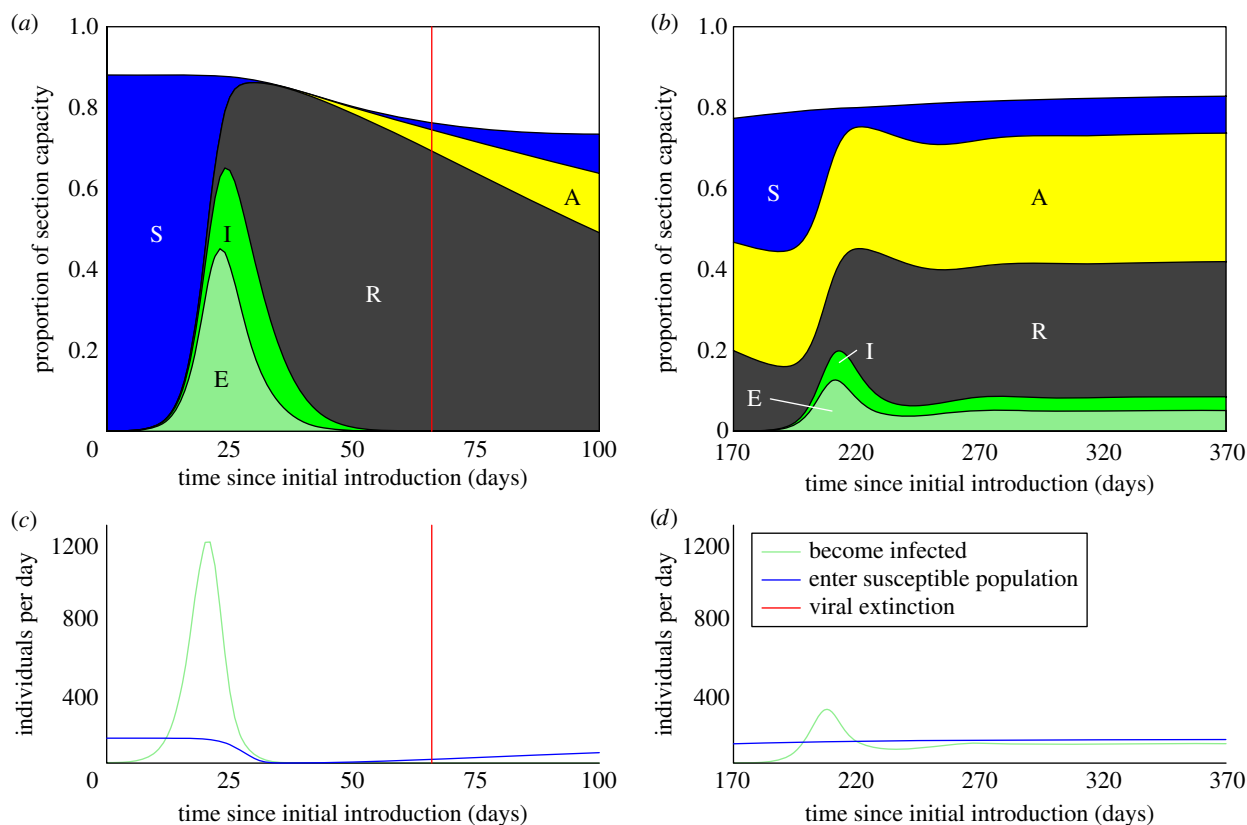 (a)
1.0
0.8
0.6
0.4
0.2
0
proportion of section capacity
S
I
E
R
A
0
25
50
75
100
time since initial introduction (days)
(b)
1.0
0.8
0.6
0.4
0.2
0
proportion of section capacity
S
A
R
I
E
170
220
270
320
370
time since initial introduction (days)
(c)
1200
800
400
individuals per day
0
25
50
75
100
time since initial introduction (days)
(d)
1200
800
400
individuals per day
become infected
enter susceptible population
viral extinction
170
220
270
320
370
time since initial introduction (days)